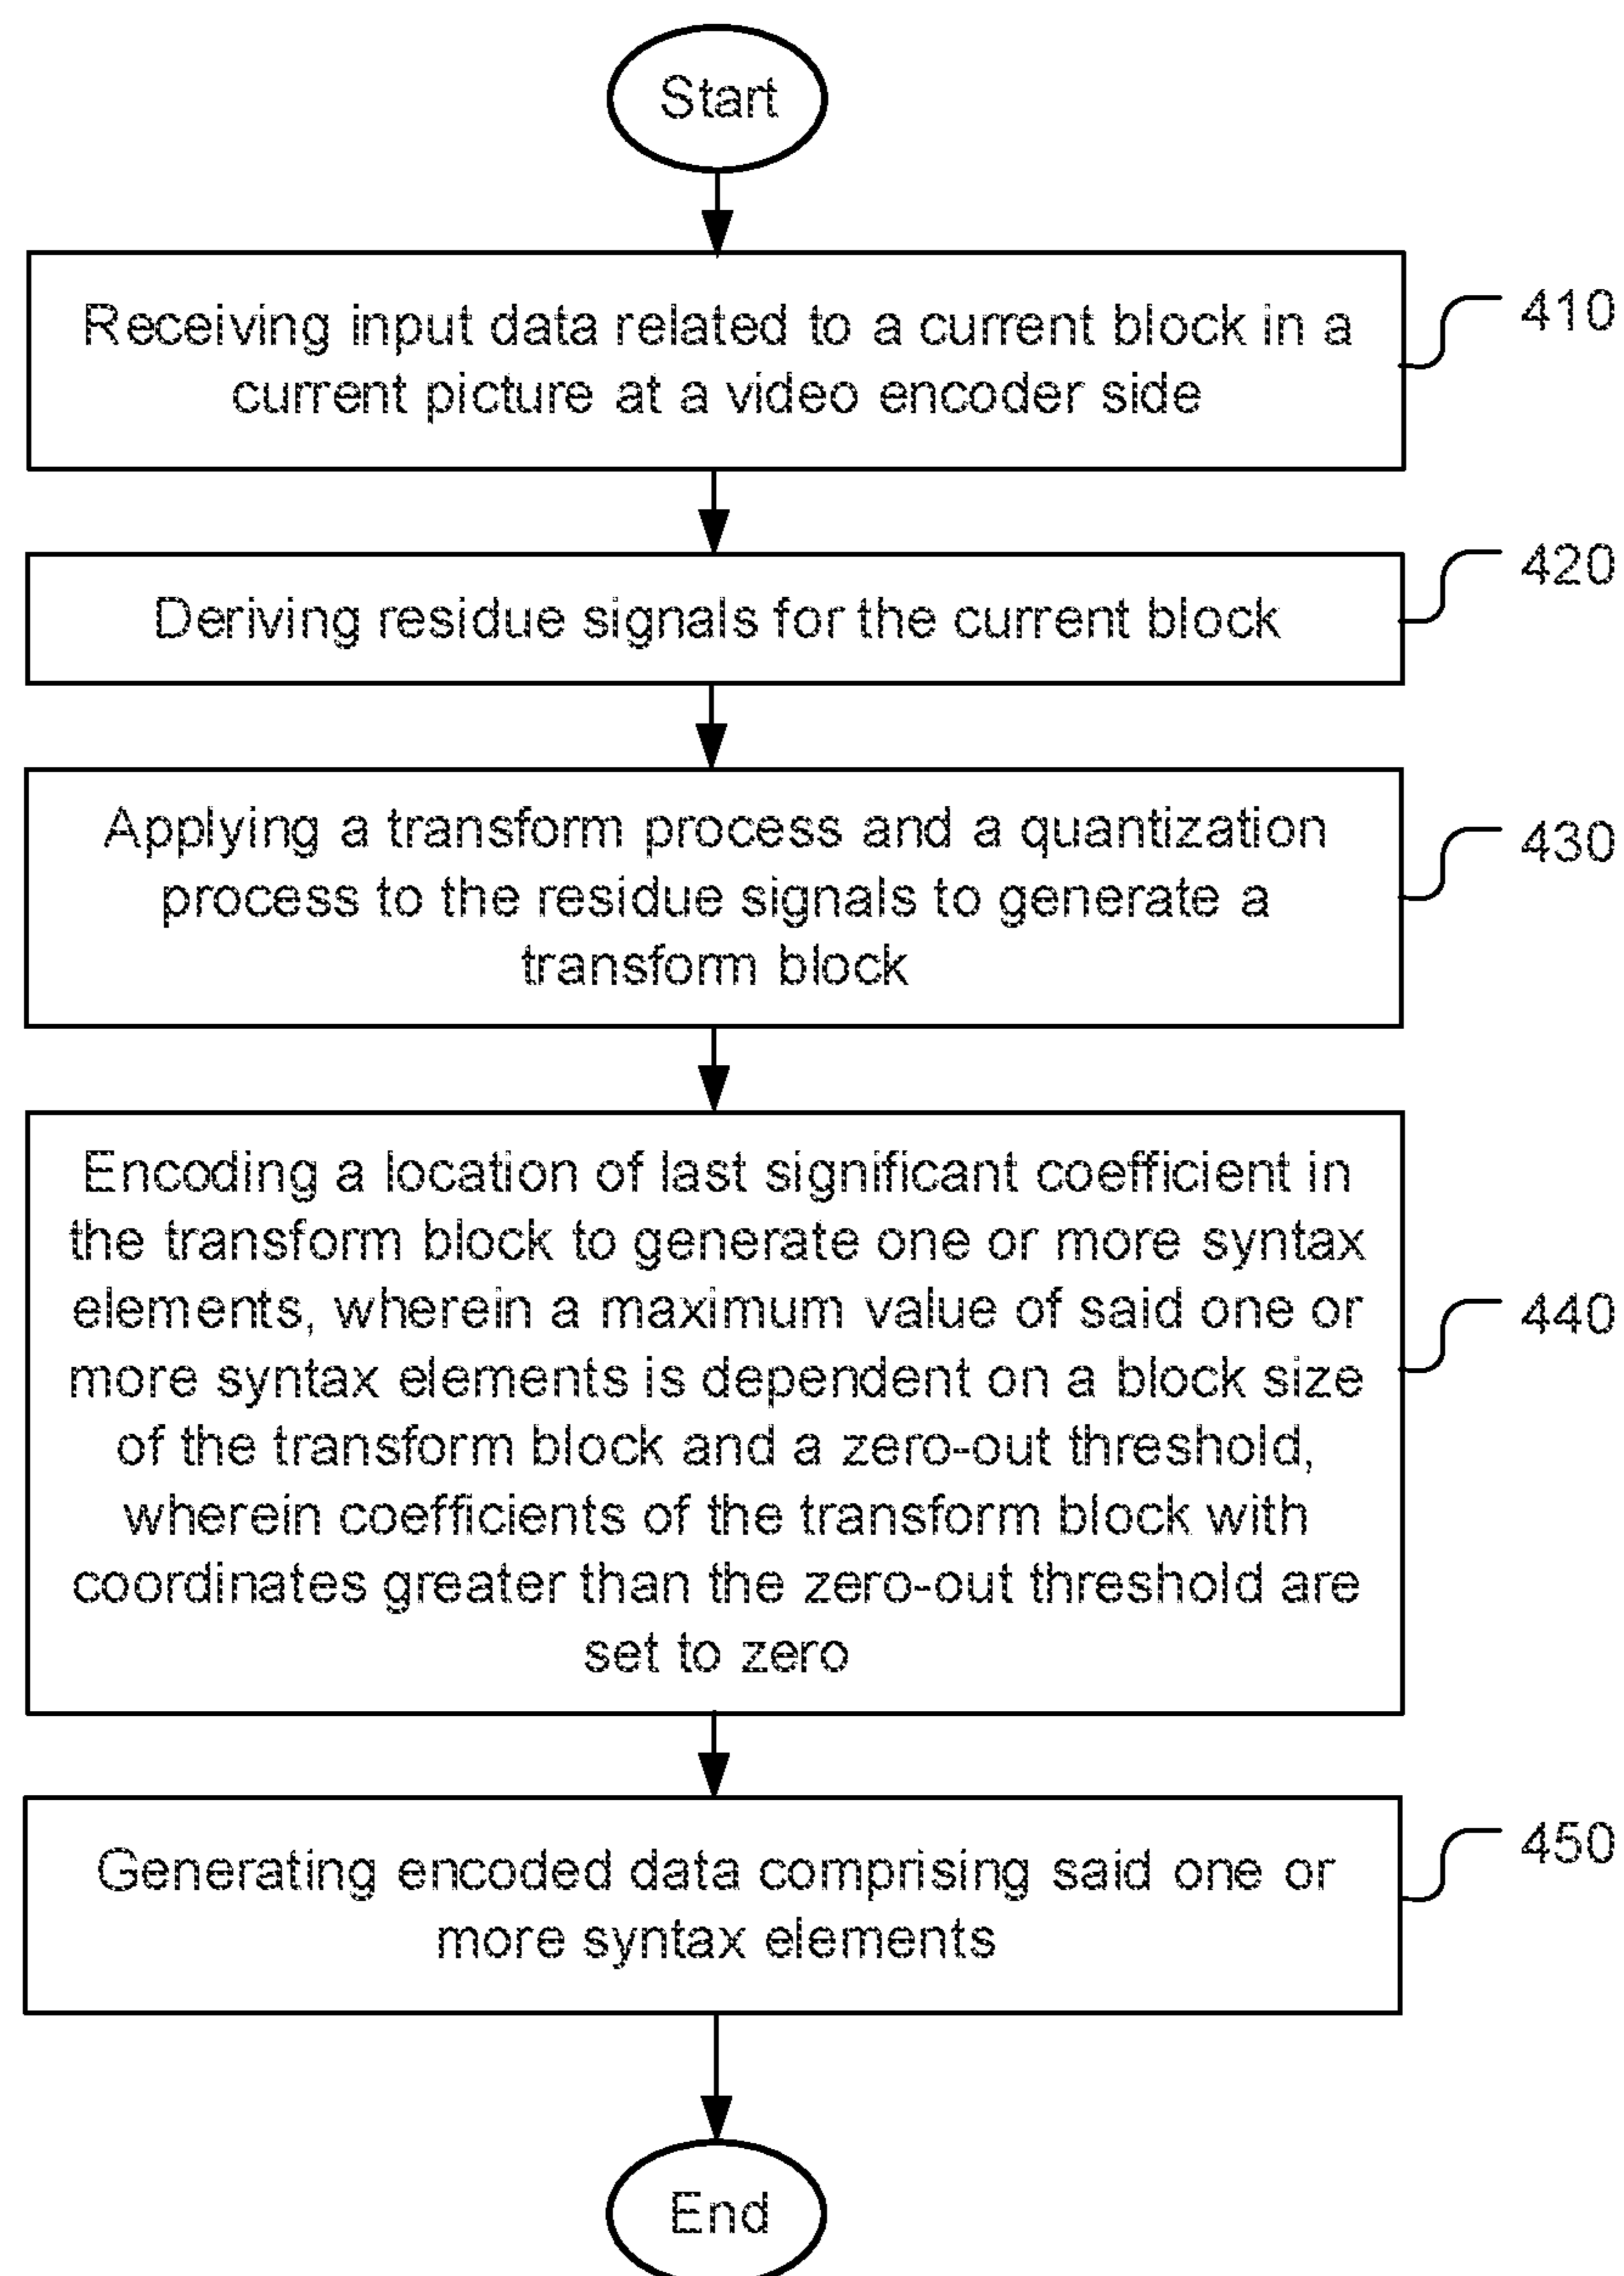 Start
Receiving input data related to a current block in a
current picture at a video encoder side
410
Deriving residue signals for the current block
420
Applying a transform process and a quantization
process to the residue signals to generate a
transform block
430
Encoding a location of last significant coefficient in
the transform block to generate one or more syntax
elements, wherein a maximum value of said one or
more syntax elements is dependent on a block size
of the transform block and a zero-out threshold,
wherein coefficients of the transform block with
coordinates greater than the zero-out threshold are
set to zero
440
Generating encoded data comprising said one or
more syntax elements
450
End